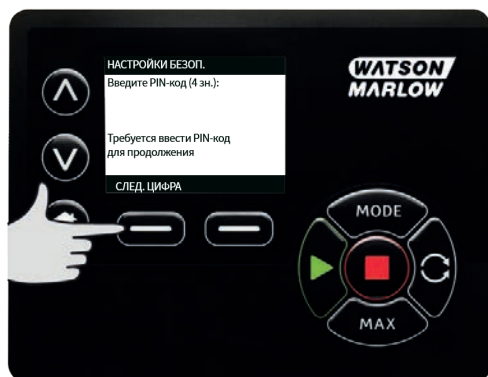 НАСТРОЙКИ БЕЗОП.
Введите PIN-код (4 зн.):
Требуется ввести PIN-код
для продолжения
СЛЕД. ЦИФРА
WATSON
MARLOW
MODE
MAX